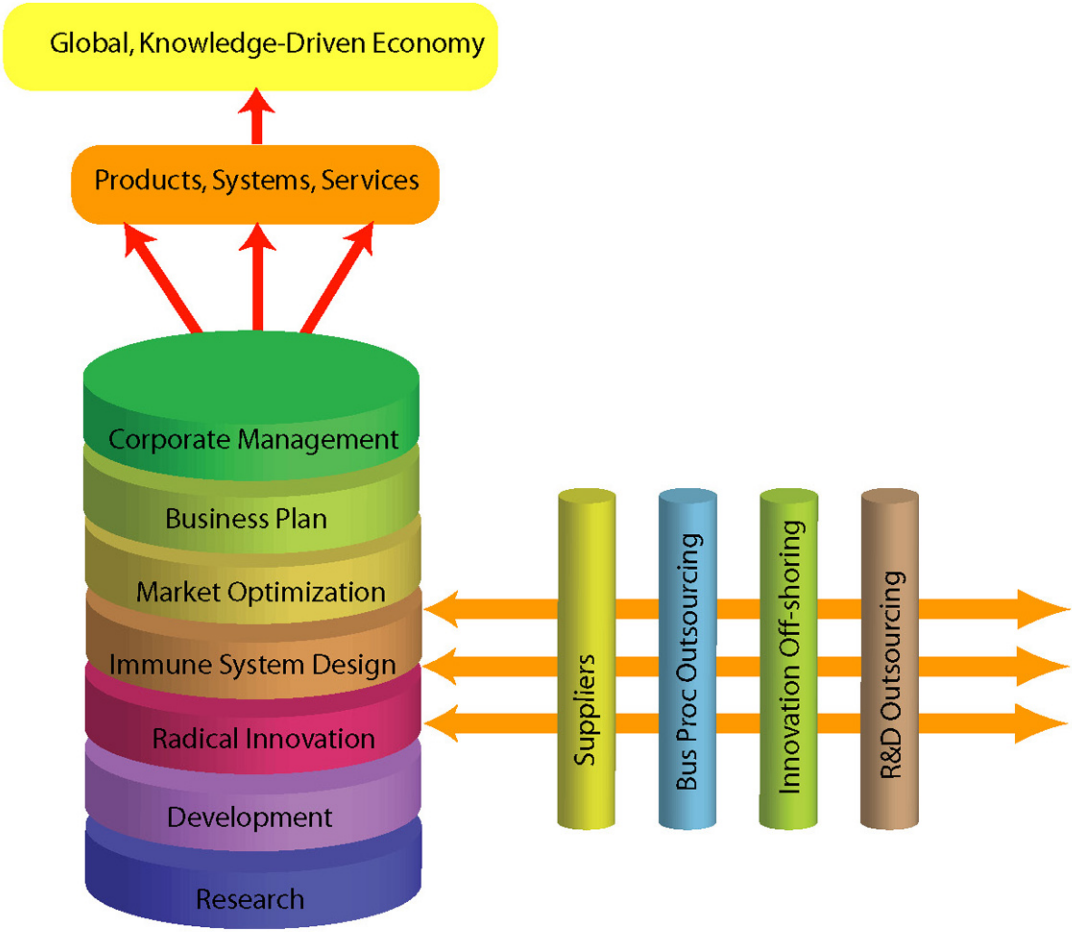 Global, Knowledge-Driven Economy
Products, Systems, Services
Corporate Management
Business Plan
Market Optimization
Immune System Design
Radical Innovation
Development
Research
Suppliers
Bus Proc Outsourcing
Innovation Off-shoring
R&D Outsourcing